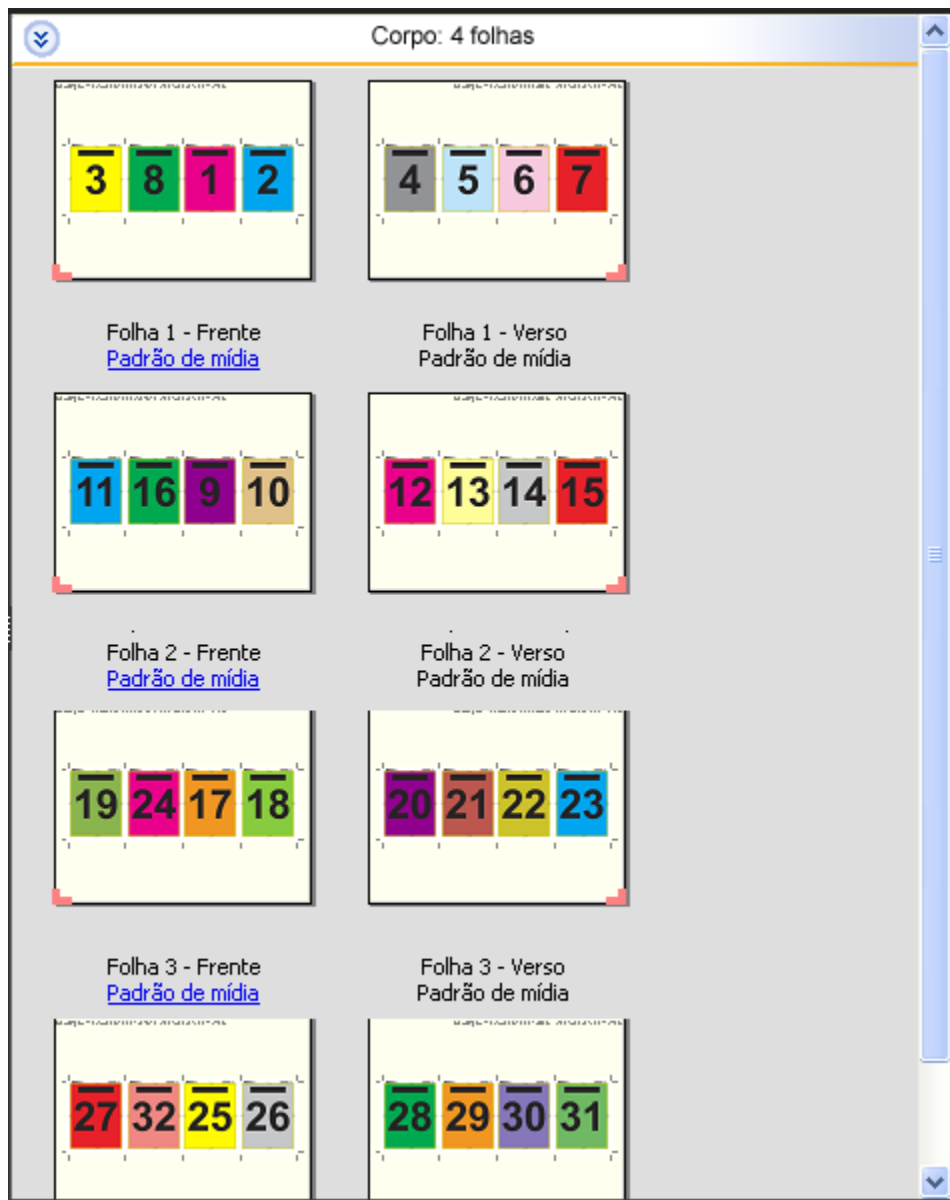 Corpo: 4 folhas
3 8 1 2
4 5 6 7
Folha 1 - Frente
Padrão de mídia
Folha 1 - Verso
Padrão de mídia
11 16 9 10
12 13 14 15
Folha 2 - Frente
Padrão de mídia
Folha 2 - Verso
Padrão de mídia
19 24 17 18
20 21 22 23
Folha 3 - Frente
Padrão de mídia
Folha 3 - Verso
Padrão de mídia
27 32 25 26
28 29 30 31